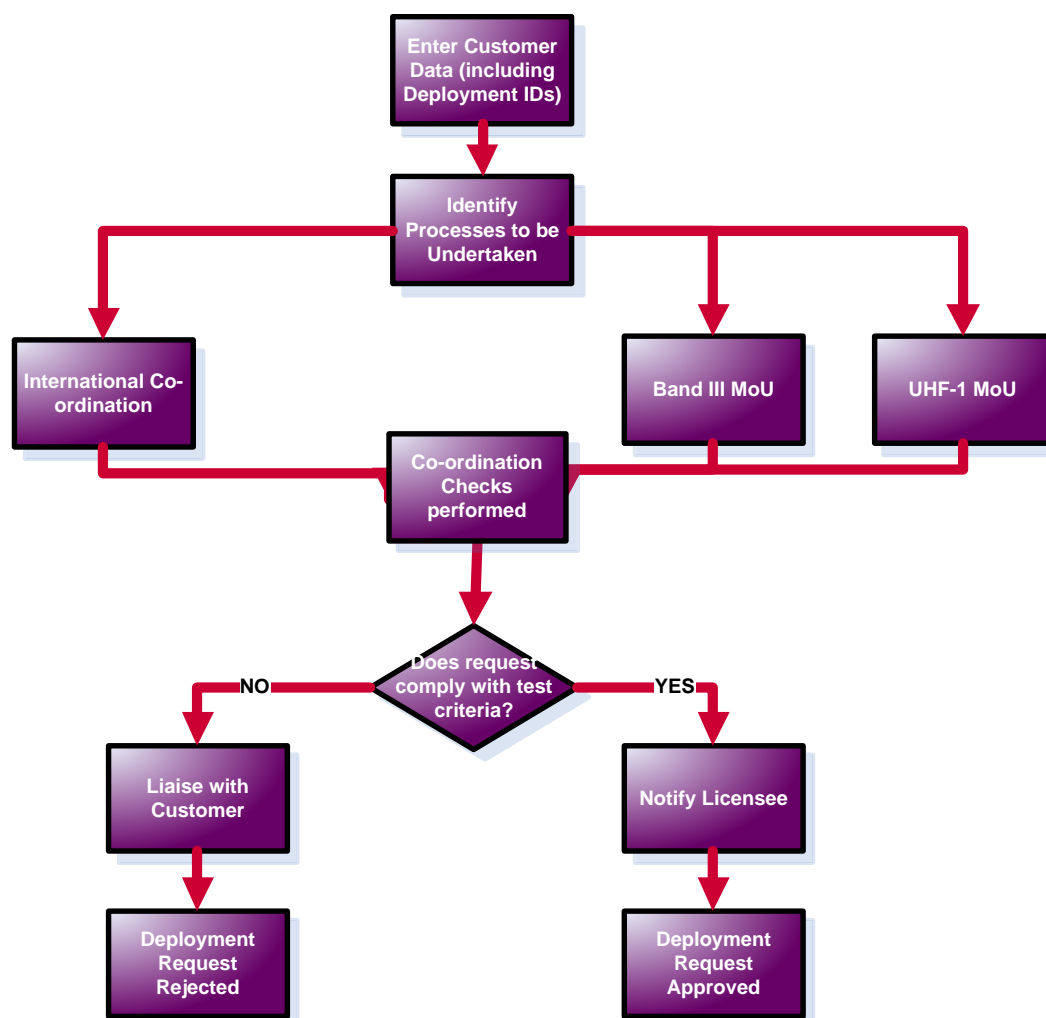 Enter Customer
Data (including
Deployment IDs)
Identify
Processes to be
Undertaken
International Co-
ordination
Band III MoU
UHF-1 MoU
Co-ordination
Checks
performed
Does request
comply with test
criteria?
NO
YES
Liaise with
Customer
Notify Licensee
Deployment
Request
Rejected
Deployment
Request
Approved